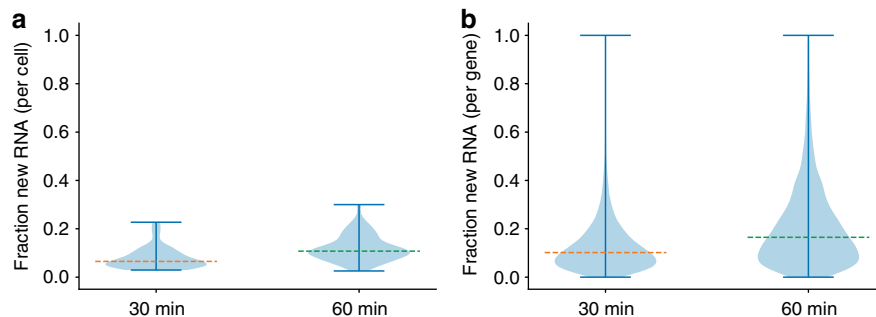 a
Fraction new RNA (per cell)
1.0
0.8
0.6
0.4
0.2
0.0
30 min
60 min
b
Fraction new RNA (per gene)
1.0
0.8
0.6
0.4
0.2
0.0
30 min
60 min